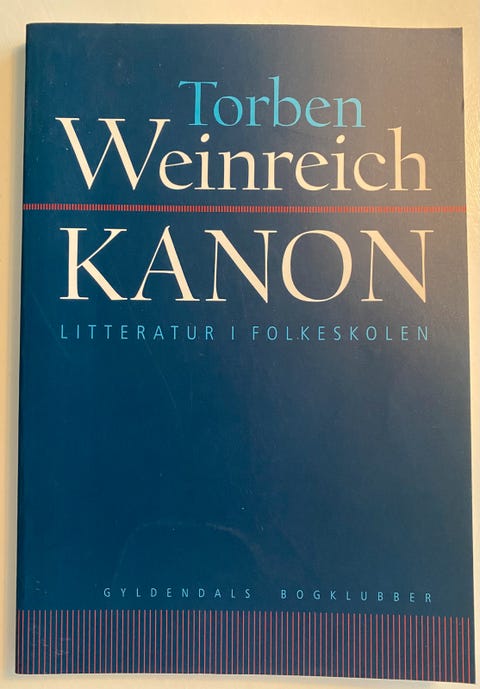 Torben
Weinreich
KANON
LITTERATUR I FOLKESKOLEN
GYLDENDALS BOGKLUBBER